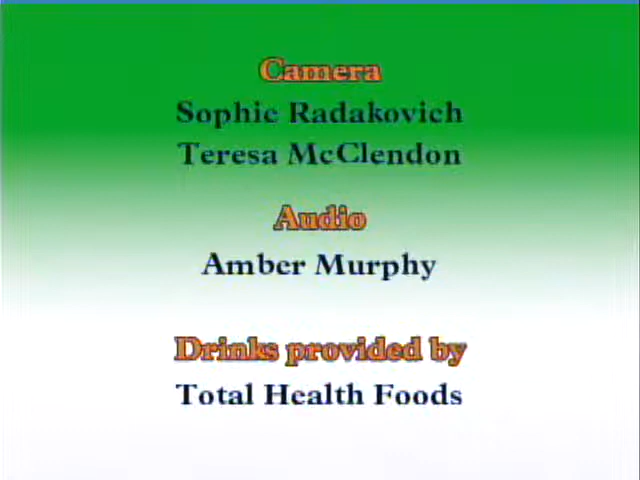 Camera
Sophie Radakovich
Teresa McClendon
Audio
Amber Murphy
Drinks provided by
Total Health Foods